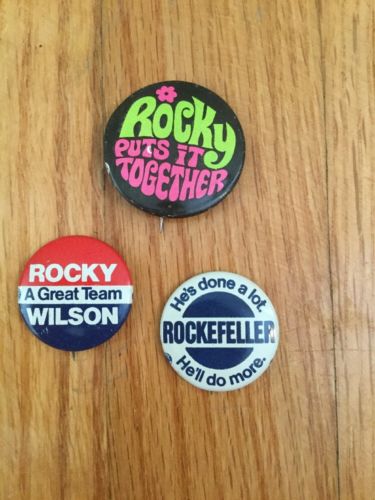 Rocky
PUTS IT
TOGETHER
ROCKY
A Great Team
WILSON
He's done a lot.
ROCKEFELLER
He'll do more.